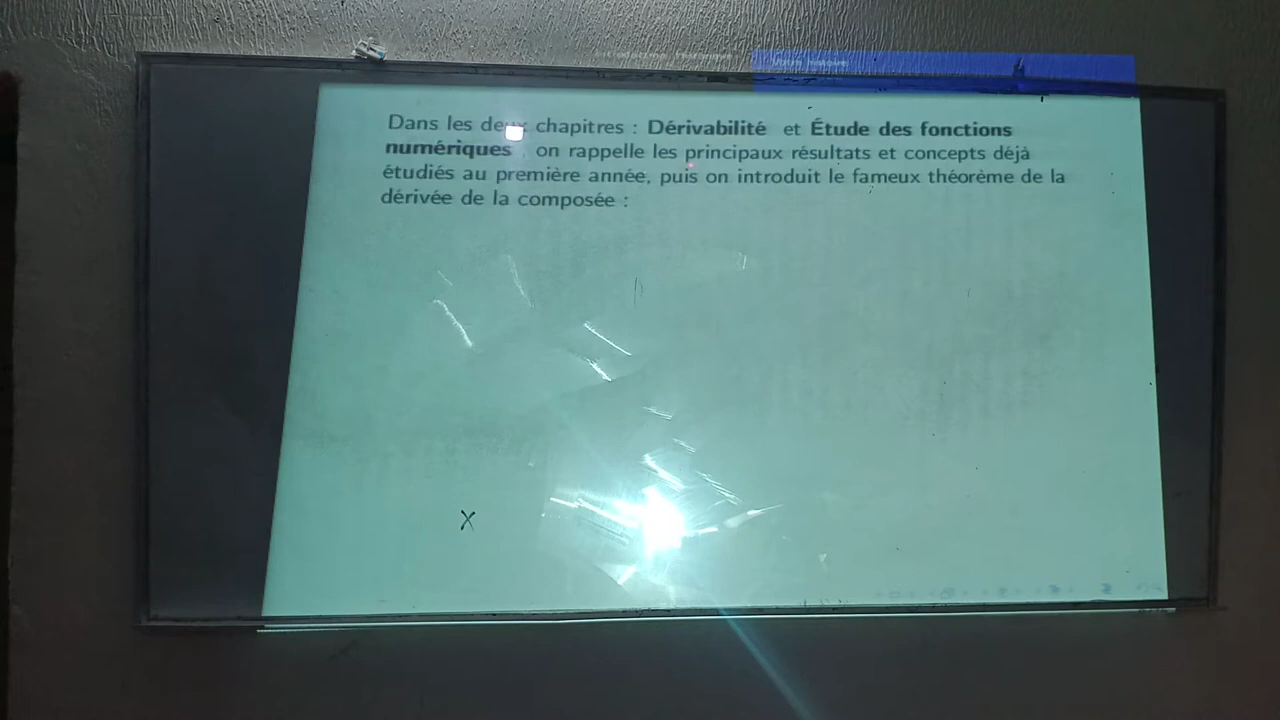 Dans les deux chapitres : Dérivabilité et Étude des fonctions
numériques , on rappelle les principaux résultats et concepts déjà
étudiés au première année, puis on introduit le fameux théorème de la
dérivée de la composée :
X